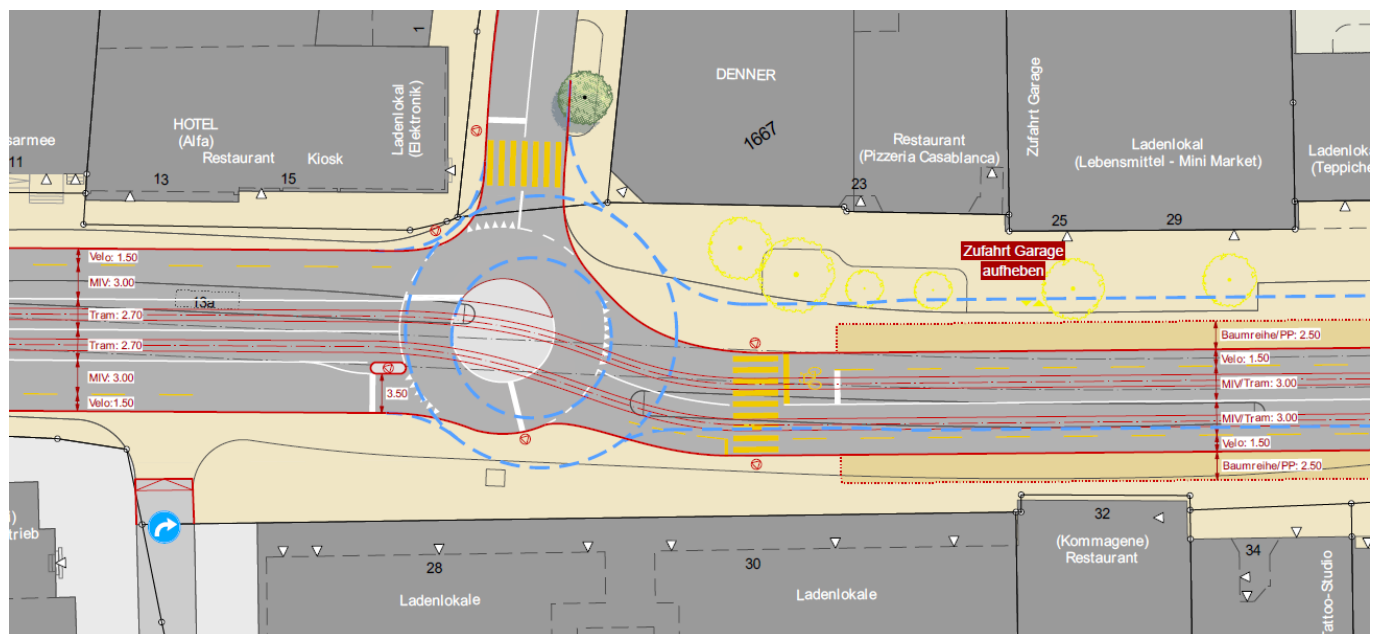 1
DENNER
1667
HOTEL
(Alfa)
Restaurant
Kiosk
Ladenlokal
(Elektronik)
sarmee
11
13
15
Restaurant
(Pizzeria Casablanca)
23
Zufahrt Garage
Ladenlokal
(Lebensmittel - Mini Market)
Ladenloka
(Teppiche
25
29
Zufahrt Garage
aufheben
Velo: 1.50
MIV: 3.00
13a
Tram: 2.70
Tram: 2.70
MIV: 3.00
Velo:1.50
3.50
Baumreihe/PP: 2.50
Velo: 1.50
MIV/Tram: 3.00
MIV/Tram: 3.00
Velo: 1.50
Baumreihe/PP: 2.50
trieb
28
Ladenlokale
30
Ladenlokale
32
(Kommagene)
Restaurant
34
attoo-Studio